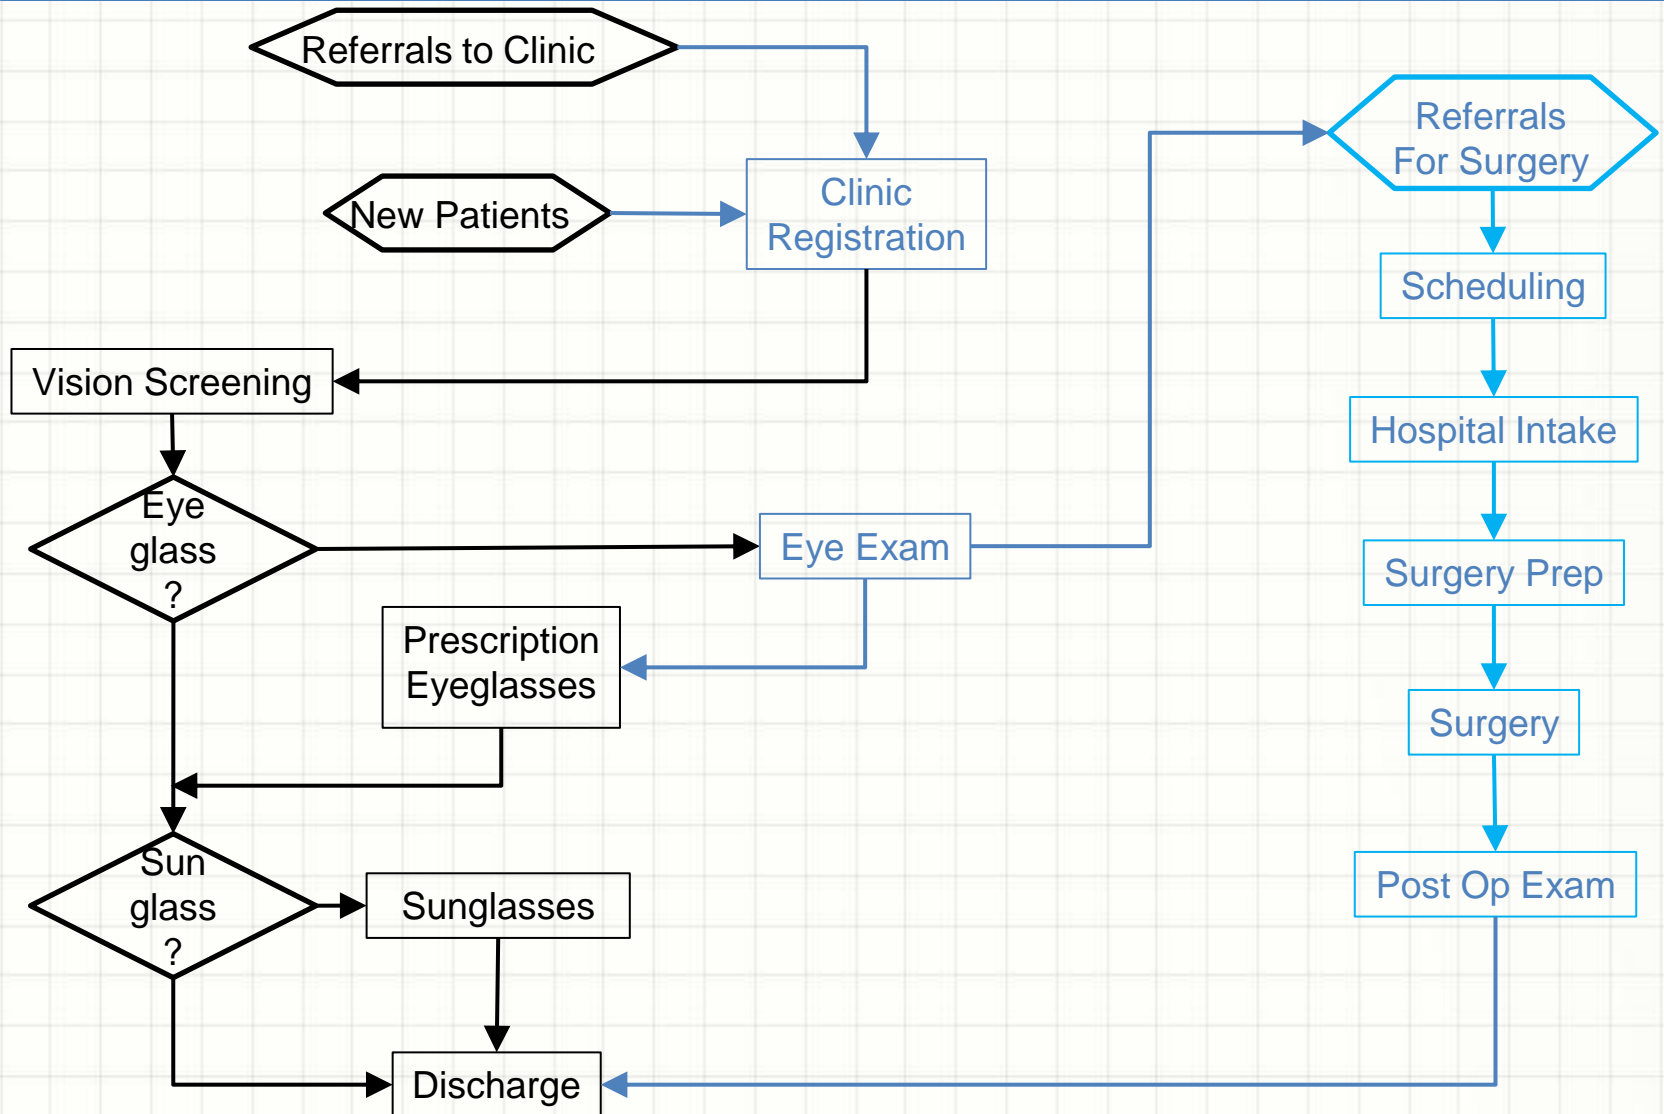 Referrals to Clinic
Referrals
For Surgery
New Patients
Clinic
Registration
Scheduling
Vision Screening
Hospital Intake
Eye
glass
?
Eye Exam
Surgery Prep
Prescription
Eyeglasses
Surgery
Sun
glass
?
Sunglasses
Post Op Exam
Discharge